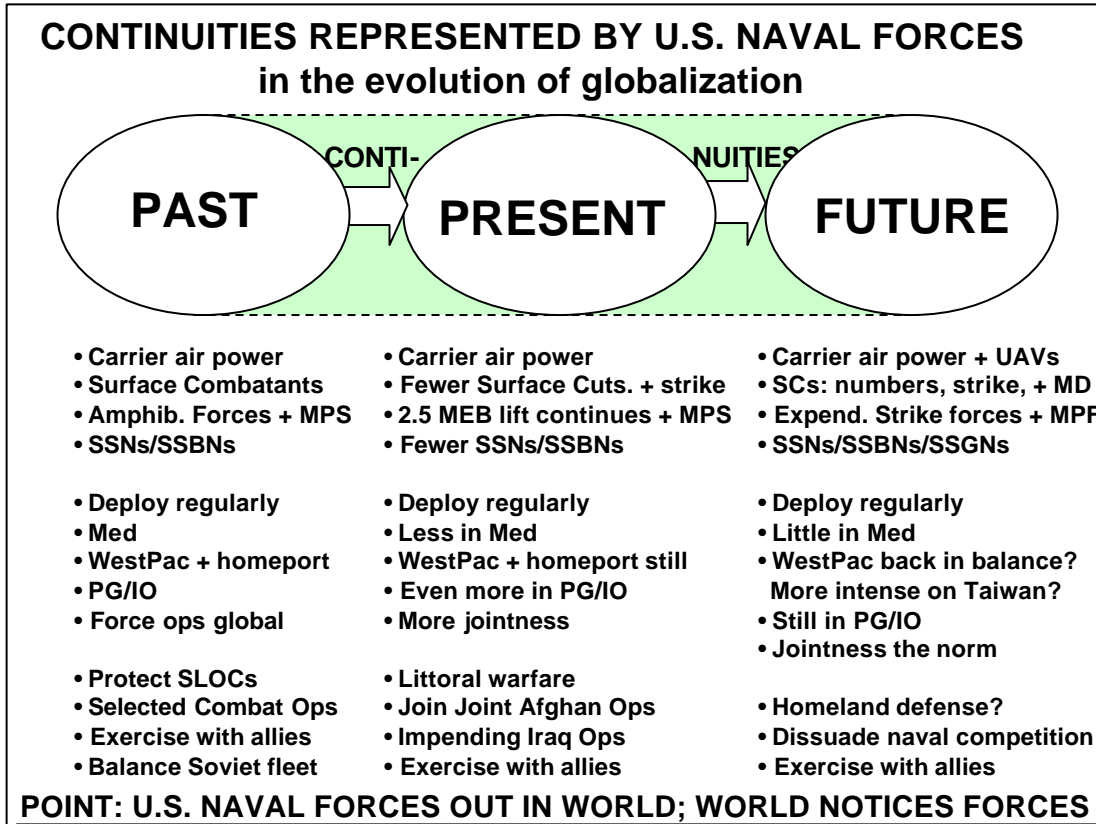 CONTINUITIES REPRESENTED BY U.S. NAVAL FORCES
in the evolution of globalization
CONTI-
NUITIES
PAST
PRESENT
FUTURE
• Carrier air power
• Surface Combatants
• Amphib. Forces + MPS
• SSNs/SSBNs
• Deploy regularly
• Med
• WestPac + homeport
• PG/IO
• Force ops global
• Protect SLOCs
• Selected Combat Ops
• Exercise with allies
• Balance Soviet fleet
• Carrier air power
• Fewer Surface Cuts. + strike
• 2.5 MEB lift continues + MPS
• Fewer SSNs/SSBNs
• Deploy regularly
• Less in Med
• WestPac + homeport still
• Even more in PG/IO
• More jointness
• Littoral warfare
• Join Joint Afghan Ops
• Impending Iraq Ops
• Exercise with allies
• Carrier air power + UAVs
• SCs: numbers, strike, + MD
• Expend. Strike forces + MPF
• SSNs/SSBNs/SSGNs
• Deploy regularly
• Little in Med
• WestPac back in balance?
More intense on Taiwan?
• Still in PG/IO
• Jointness the norm
• Homeland defense?
• Dissuade naval competition
• Exercise with allies
POINT: U.S. NAVAL FORCES OUT IN WORLD; WORLD NOTICES FORCES